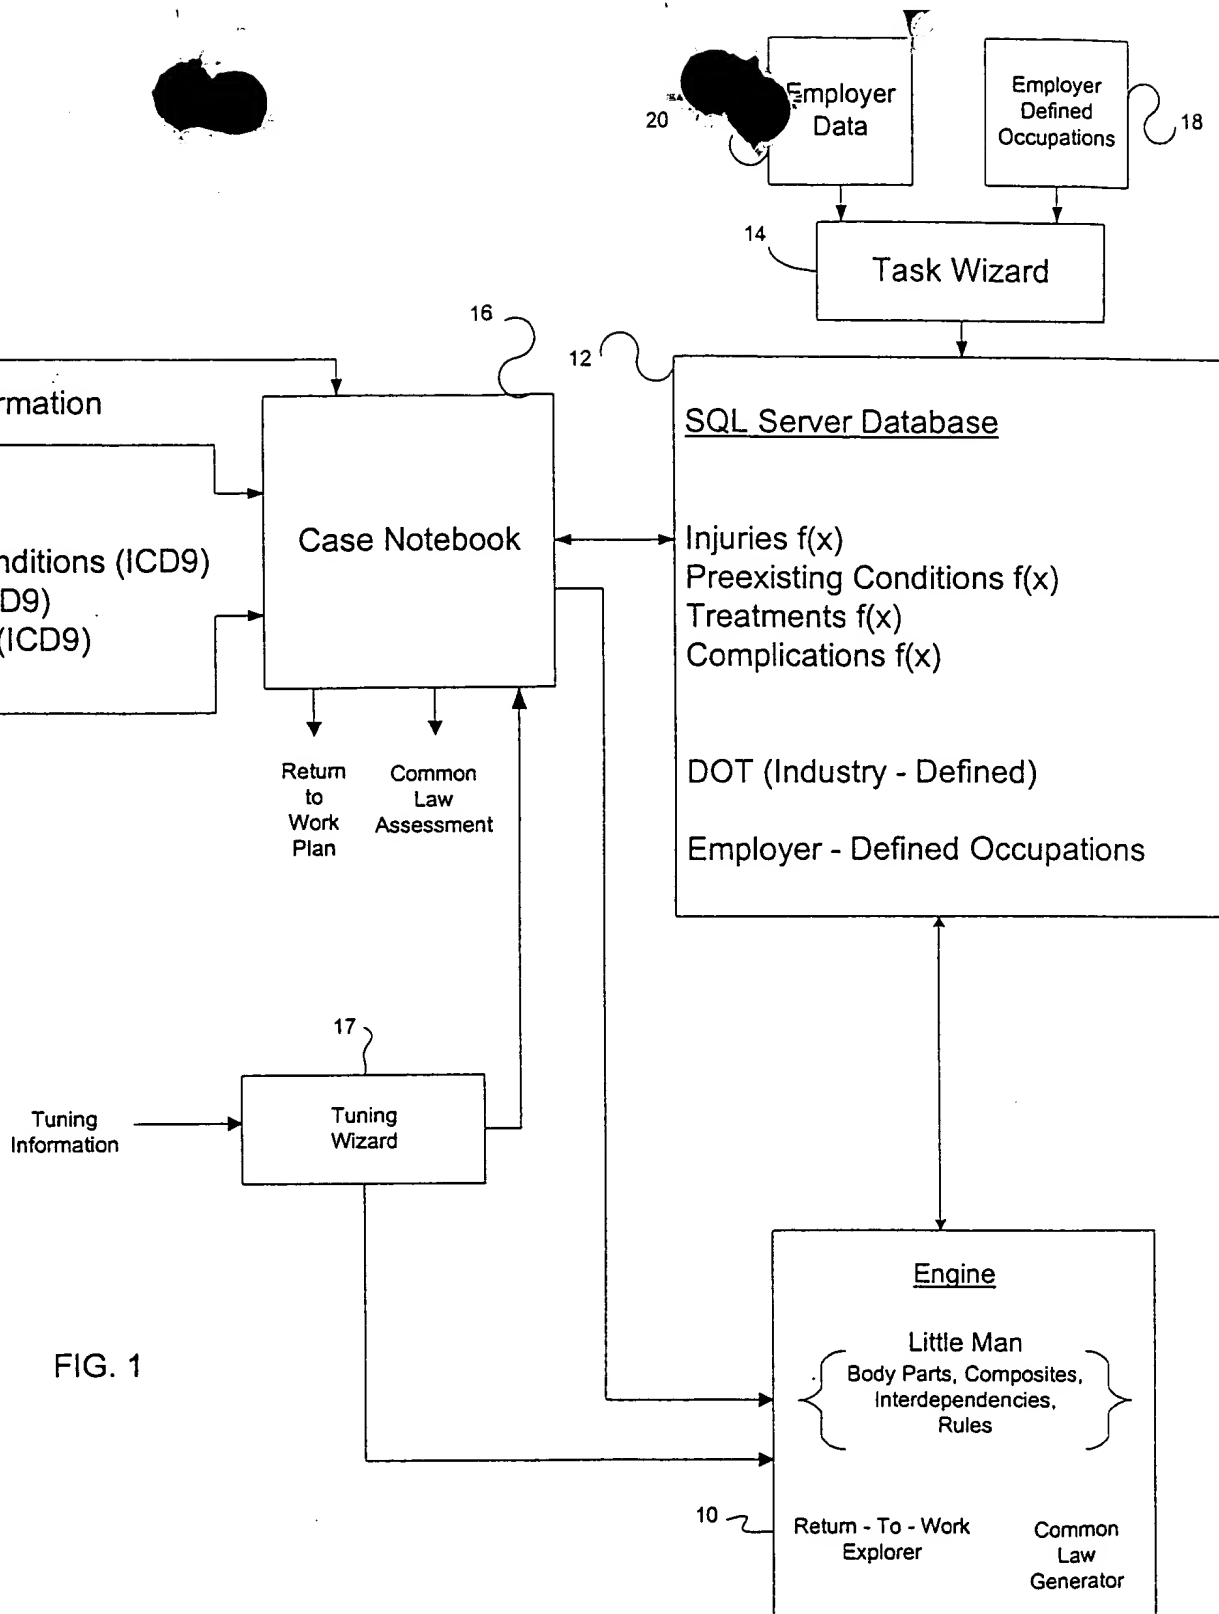 Employer
Data
20
Employer
Defined
Occupations
18
14
Task Wizard
16
12
rmation
nditions (ICD9)
D9)
(ICD9)
Case Notebook
SQL Server Database
Injuries f(x)
Preexisting Conditions f(x)
Treatments f(x)
Complications f(x)
DOT (Industry - Defined)
Employer - Defined Occupations
Return
to
Work
Plan
Common
Law
Assessment
17
Tuning
Information
Tuning
Wizard
Engine
Little Man
Body Parts, Composites,
Interdependencies,
Rules
FIG. 1
10
Return - To - Work
Explorer
Common
Law
Generator